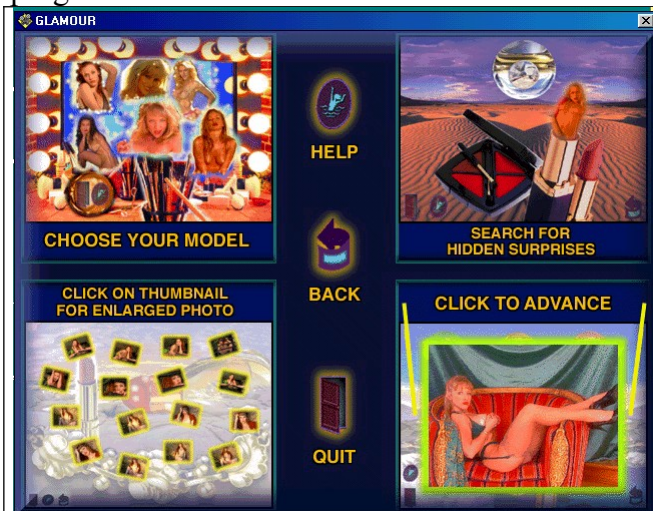 GLAMOUR
CHOOSE YOUR MODEL
HELP
SEARCH FOR
HIDDEN SURPRISES
CLICK ON THUMBNAIL
FOR ENLARGED PHOTO
BACK
CLICK TO ADVANCE
QUIT